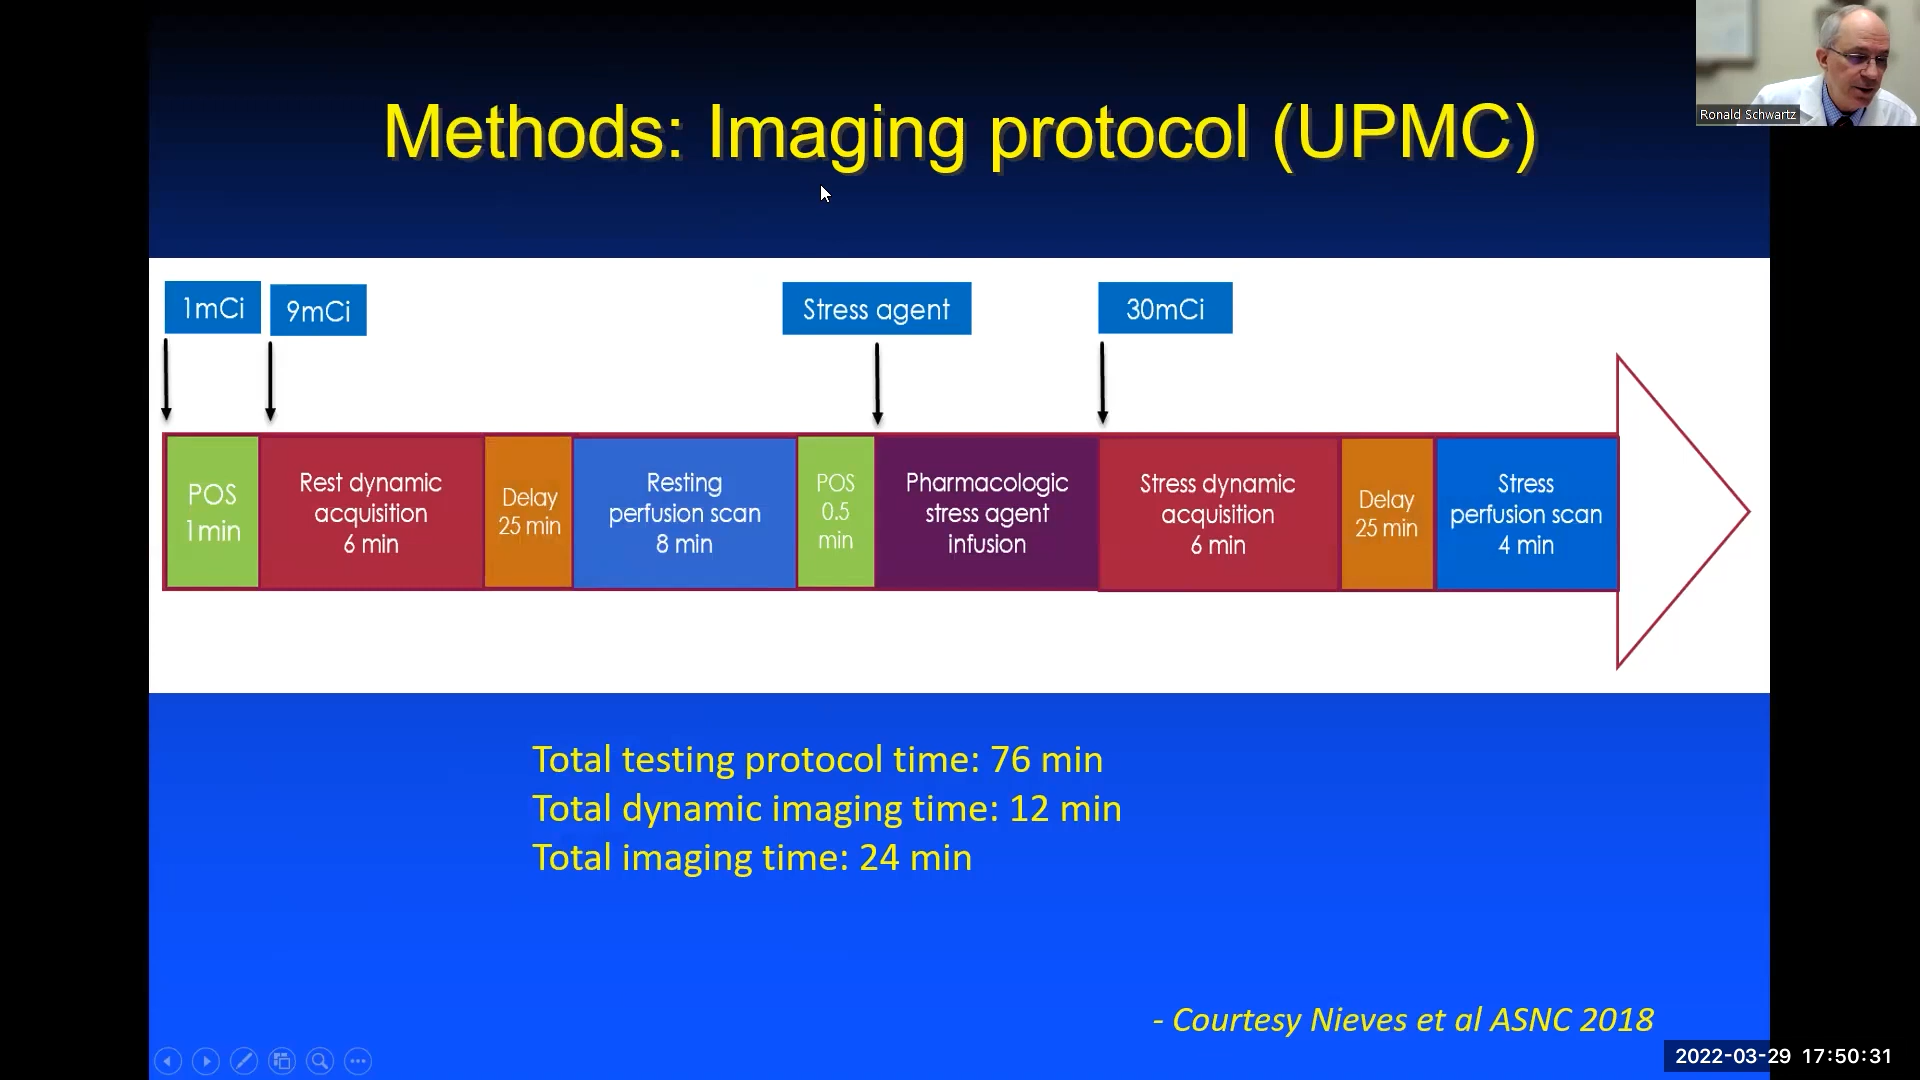 Ronald Schwartz
Methods: Imaging protocol (UPMC)
1mCi
9mCi
Stress agent
30mCi
POS
1min
Rest dynamic
acquisition
6 min
Delay
25 min
Resting
perfusion scan
8 min
POS
0.5
min
Pharmacologic
stress agent
infusion
Stress dynamic
acquisition
6 min
Delay
25 min
Stress
perfusion scan
4 min
Total testing protocol time: 76 min
Total dynamic imaging time: 12 min
Total imaging time: 24 min
- Courtesy Nieves et al ASNC 2018
2022-03-29 17:50:31